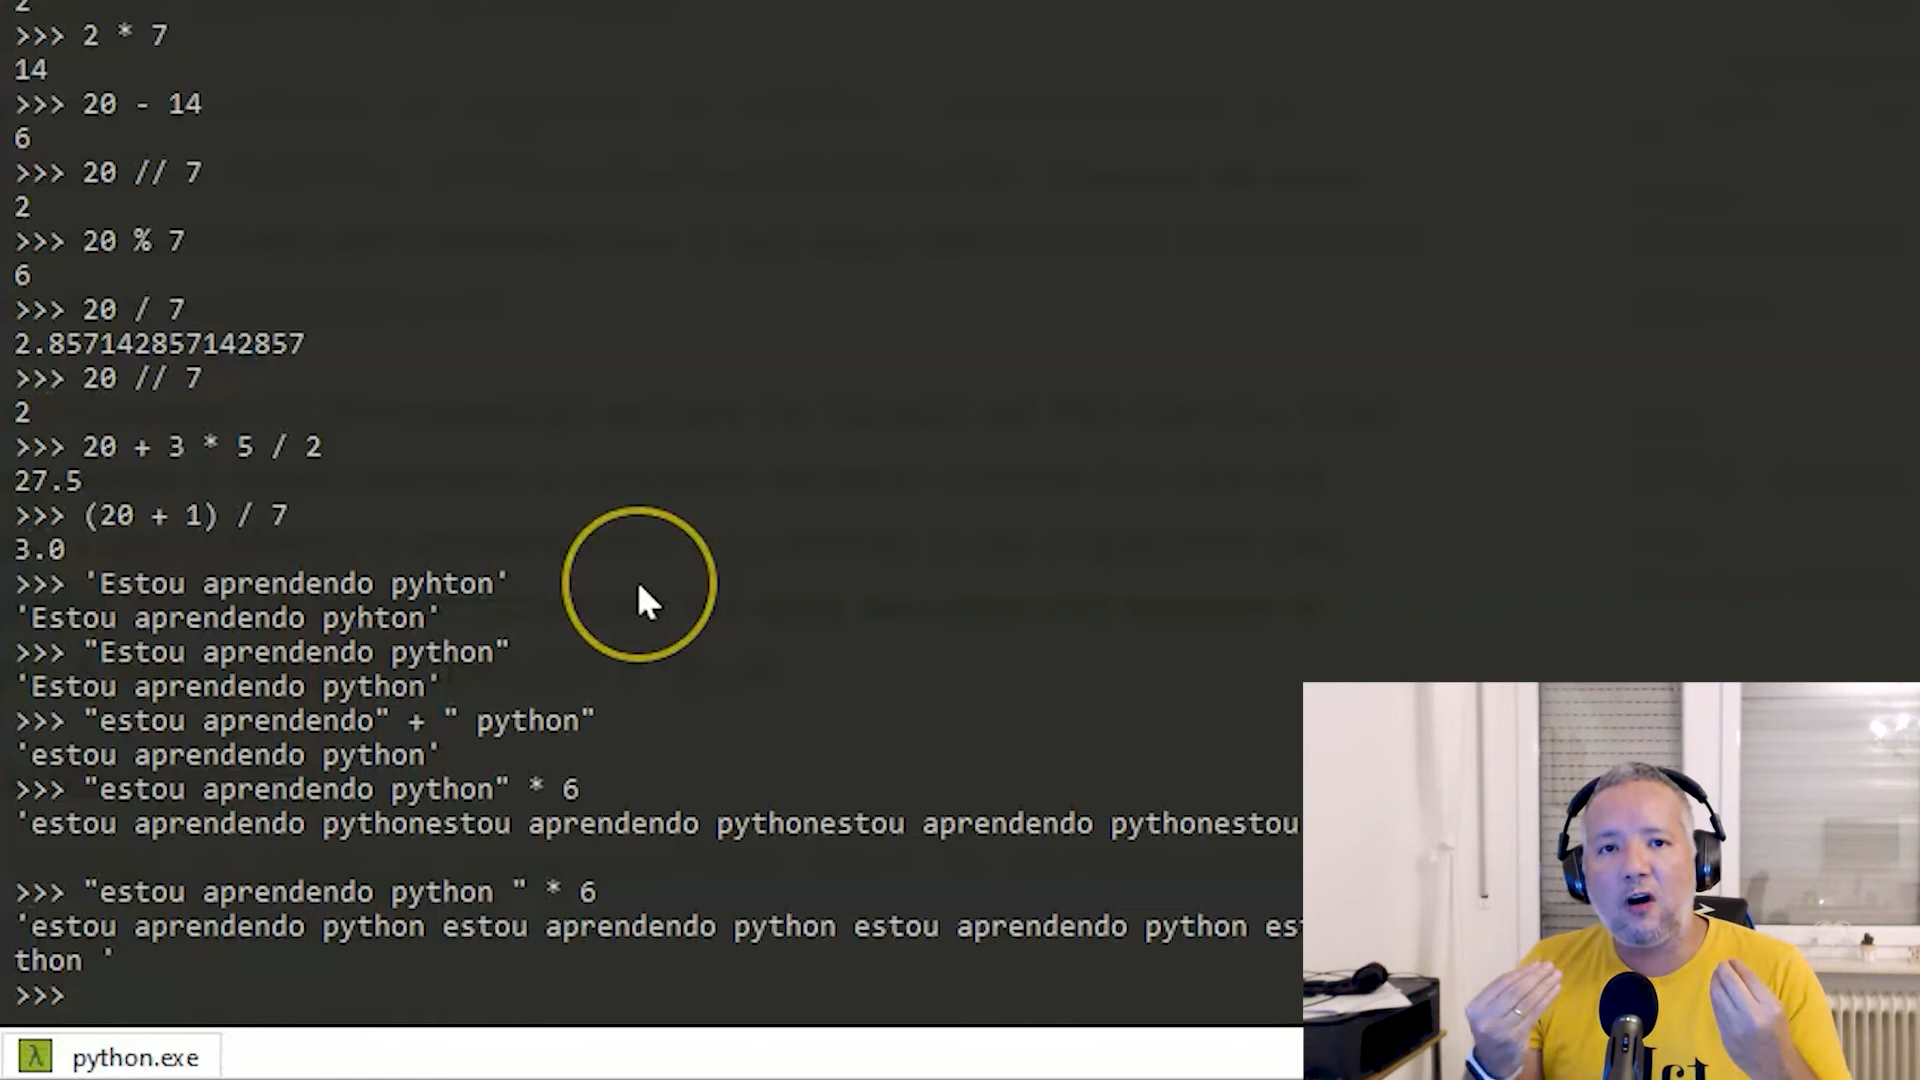 2
>>> 2 * 7
14
>>> 20 - 14
6
>>> 20 // 7
2
>>> 20 % 7
6
>>> 20 / 7
2.857142857142857
>>> 20 // 7
2
>>> 20 + 3 * 5 / 2
27.5
>>> (20 + 1) / 7
3.0
>>> 'Estou aprendendo pyhton'
'Estou aprendendo pyhton'
>>> "Estou aprendendo python"
'Estou aprendendo python'
>>> "estou aprendendo" + " python"
'estou aprendendo python'
>>> "estou aprendendo python" * 6
'estou aprendendo pythonestou aprendendo pythonestou aprendendo pythonestou
>>> "estou aprendendo python " * 6
'estou aprendendo python estou aprendendo python estou aprendendo python es
thon '
>>>
python.exe